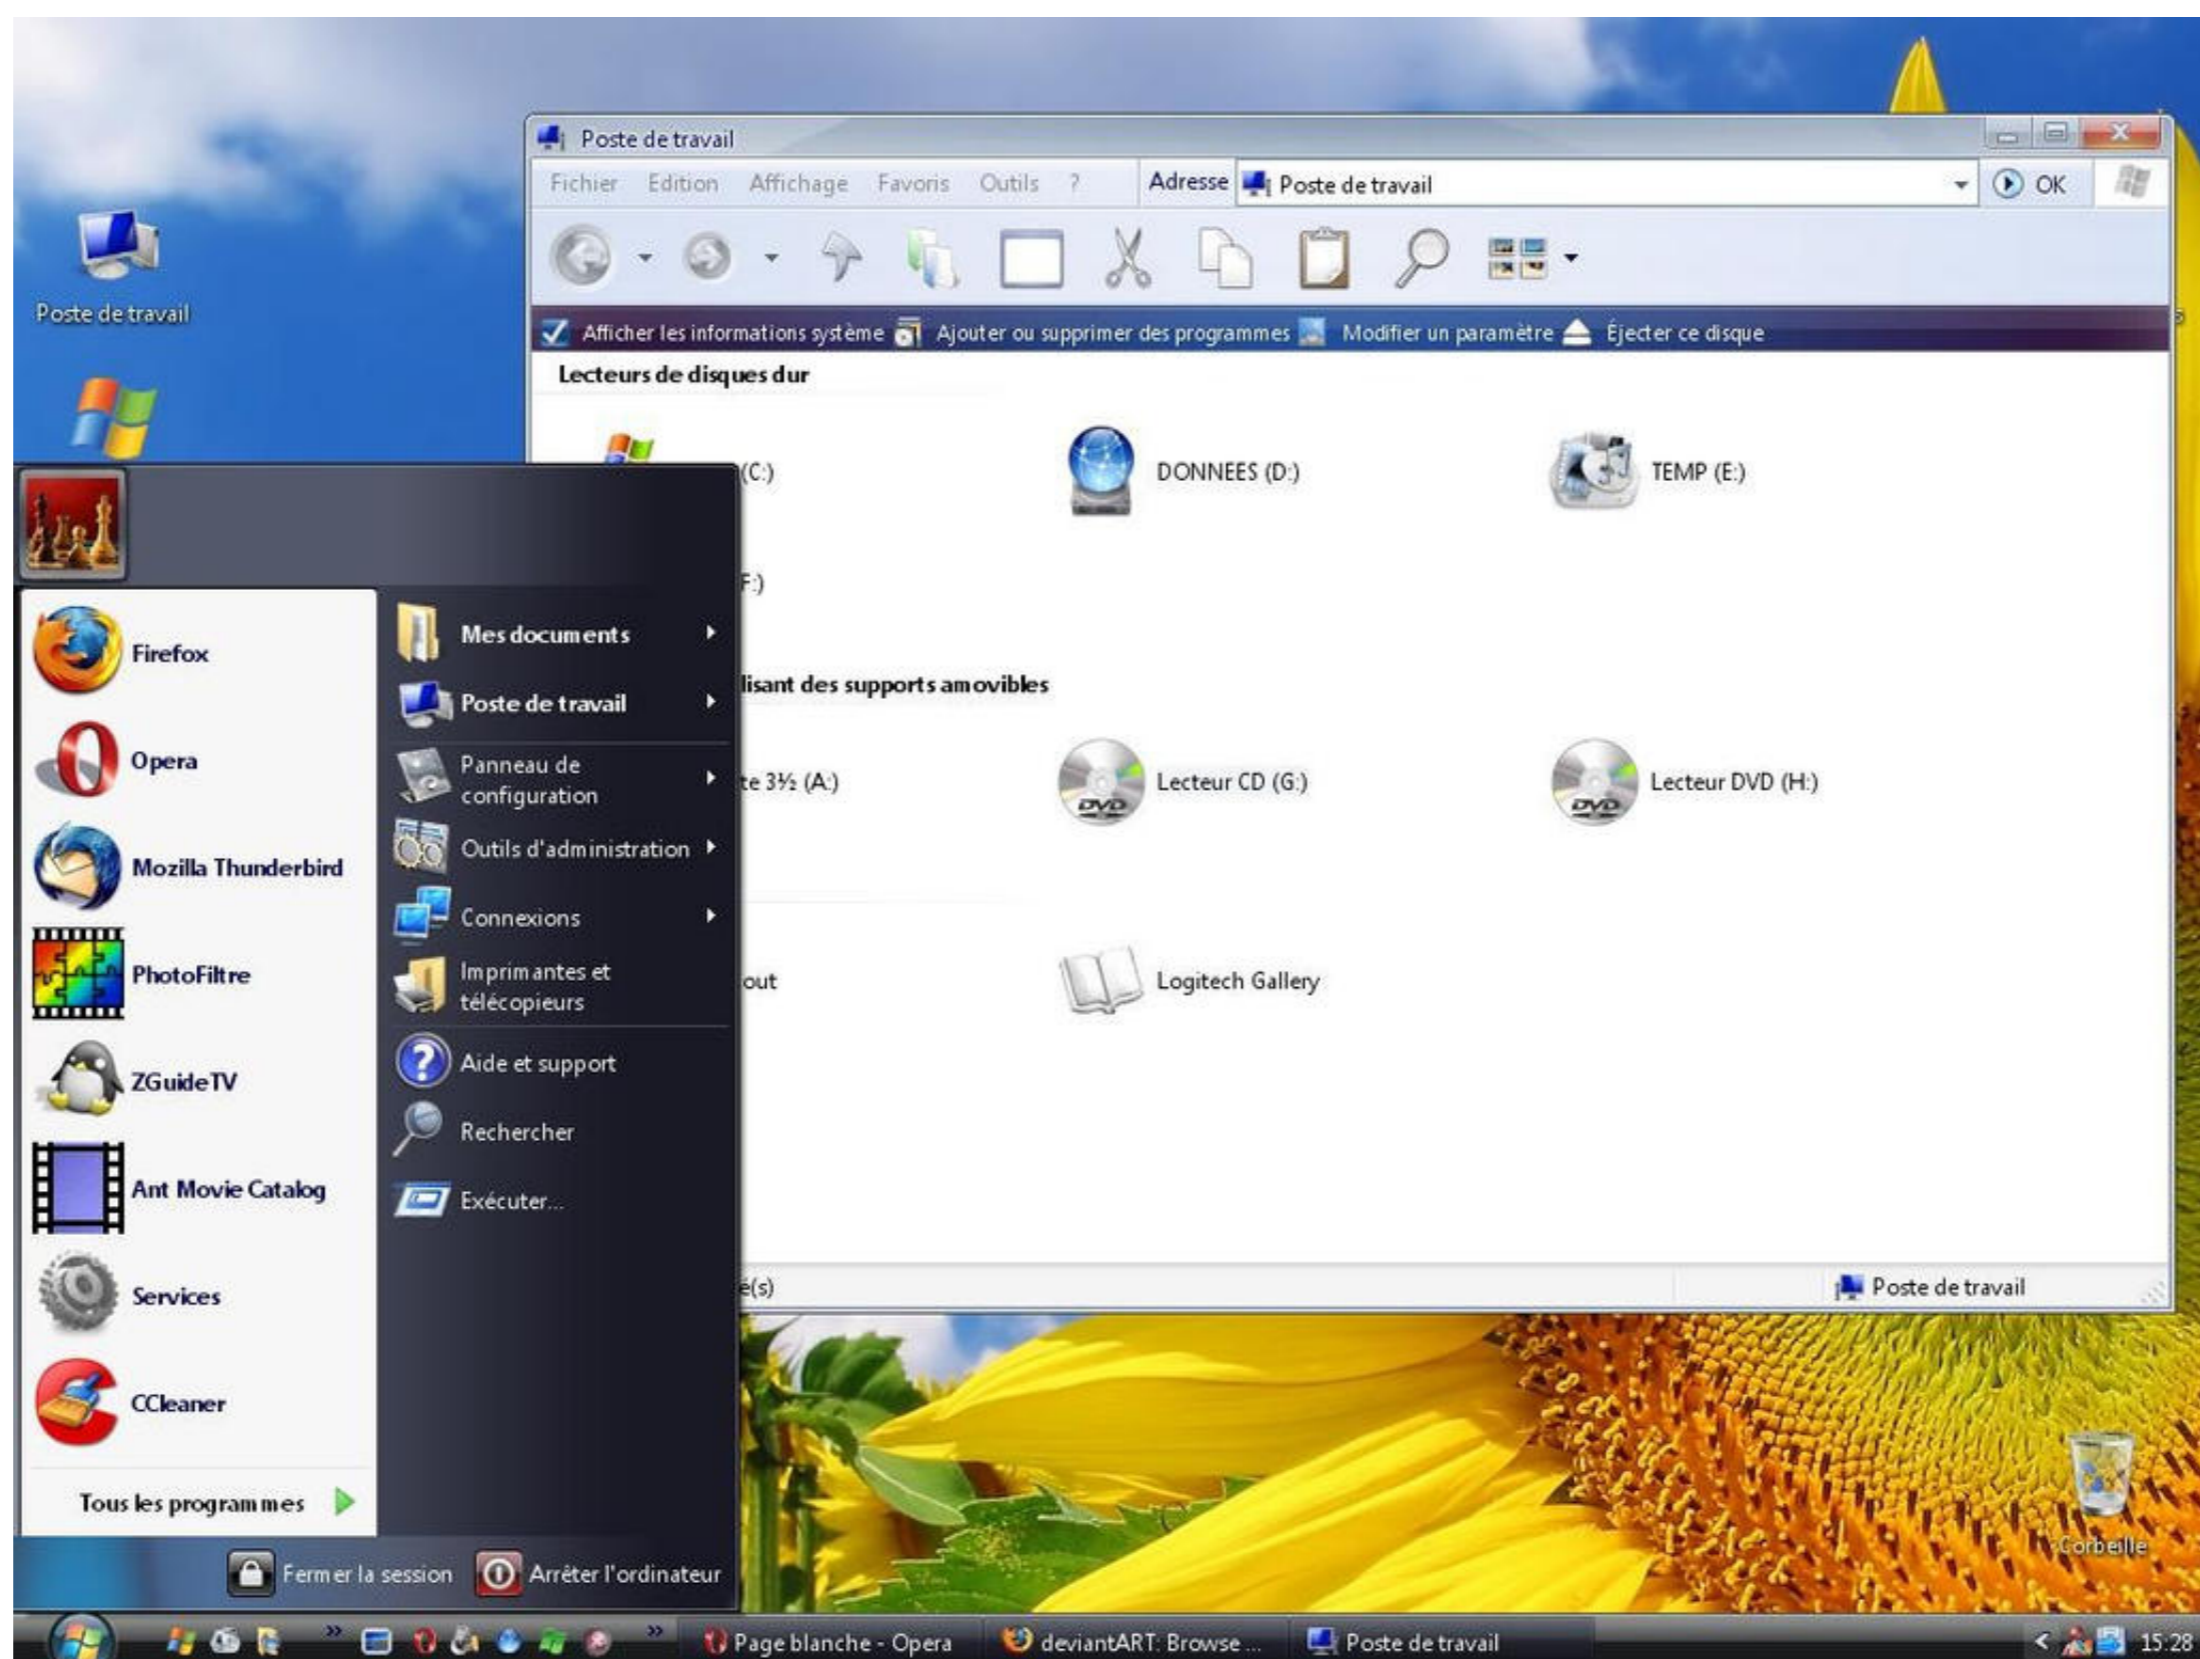 Poste de travail
Fichier Edition Affichage Favoris Outils ? Adresse Poste de travail OK
Poste de travail
Afficher les informations système Ajouter ou supprimer des programmes Modifier un paramètre Éjecter ce disque
Lecteurs de disques dur
(C:) DONNEES (D:) TEMP (E:)
F:)
lisant des supports amovibles
te 3½ (A:) Lecteur CD (G:) Lecteur DVD (H:)
DVD DVD
out Logitech Gallery
é(s) Poste de travail
Firefox
Opera
Mozilla Thunderbird
PhotoFiltre
ZGuideTV
Ant Movie Catalog
Services
CCleaner
Tous les programmes
Mes documents
Poste de travail
Panneau de
configuration
Outils d'administration
Connexions
Imprimantes et
télécopieurs
Aide et support
Rechercher
Exécuter...
Fermer la session Arrêter l'ordinateur
Corbeille
Page blanche - Opera deviantART: Browse ... Poste de travail 15:28